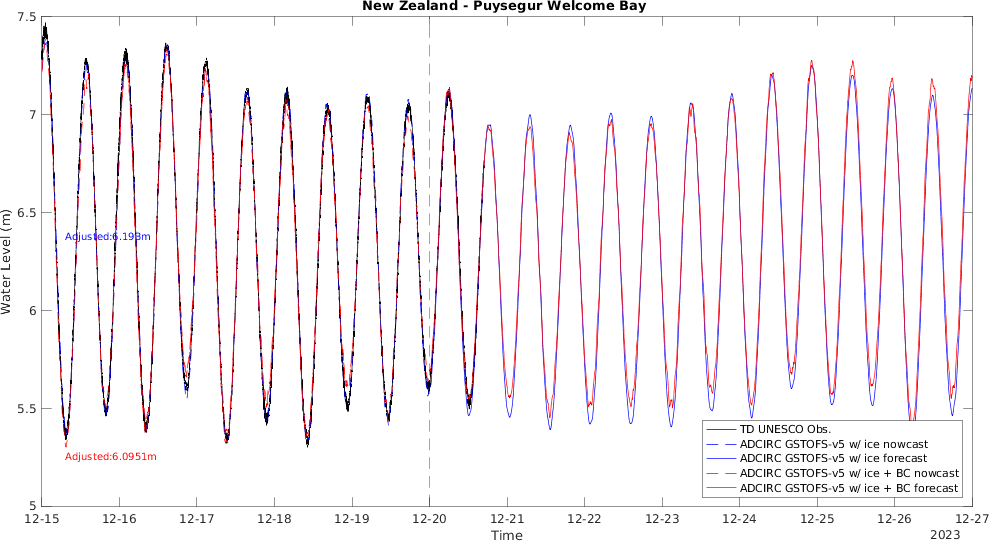 New Zealand - Puysegur Welcome Bay
7.5
7
6.5
6
5.5
5
Water Level (m)
Adjusted:6.193m
Adjusted:6.0951m
TD UNESCO Obs.
ADCIRC GSTOFS-v5 w/ ice nowcast
ADCIRC GSTOFS-v5 w/ ice forecast
ADCIRC GSTOFS-v5 w/ ice + BC nowcast
ADCIRC GSTOFS-v5 w/ ice + BC forecast
12-15 12-16 12-17 12-18 12-19 12-20 12-21 12-22 12-23 12-24 12-25 12-26 12-27
Time
2023